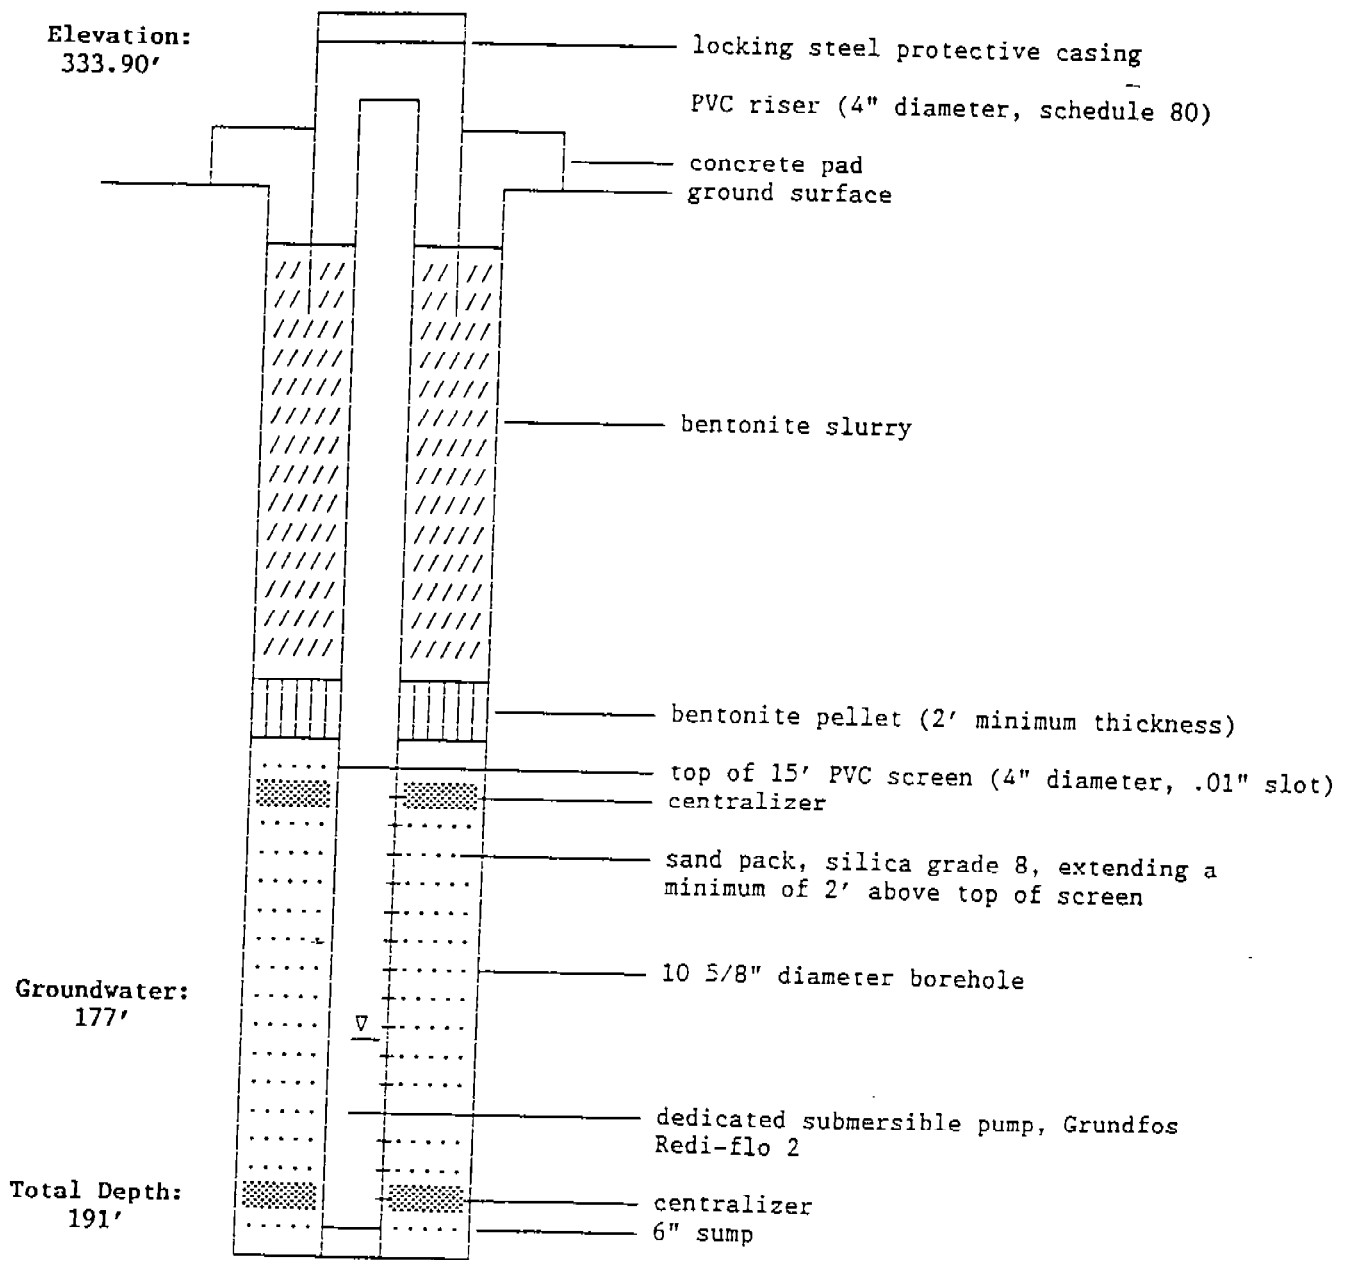 Elevation:
333.90'
locking steel protective casing
PVC riser (4" diameter, schedule 80)
concrete pad
ground surface
bentonite slurry
bentonite pellet (2' minimum thickness)
top of 15' PVC screen (4" diameter, .01" slot)
centralizer
sand pack, silica grade 8, extending a
minimum of 2' above top of screen
10 5/8" diameter borehole
Groundwater:
177'
dedicated submersible pump, Grundfos
Redi-flo 2
Total Depth:
191'
centralizer
6" sump